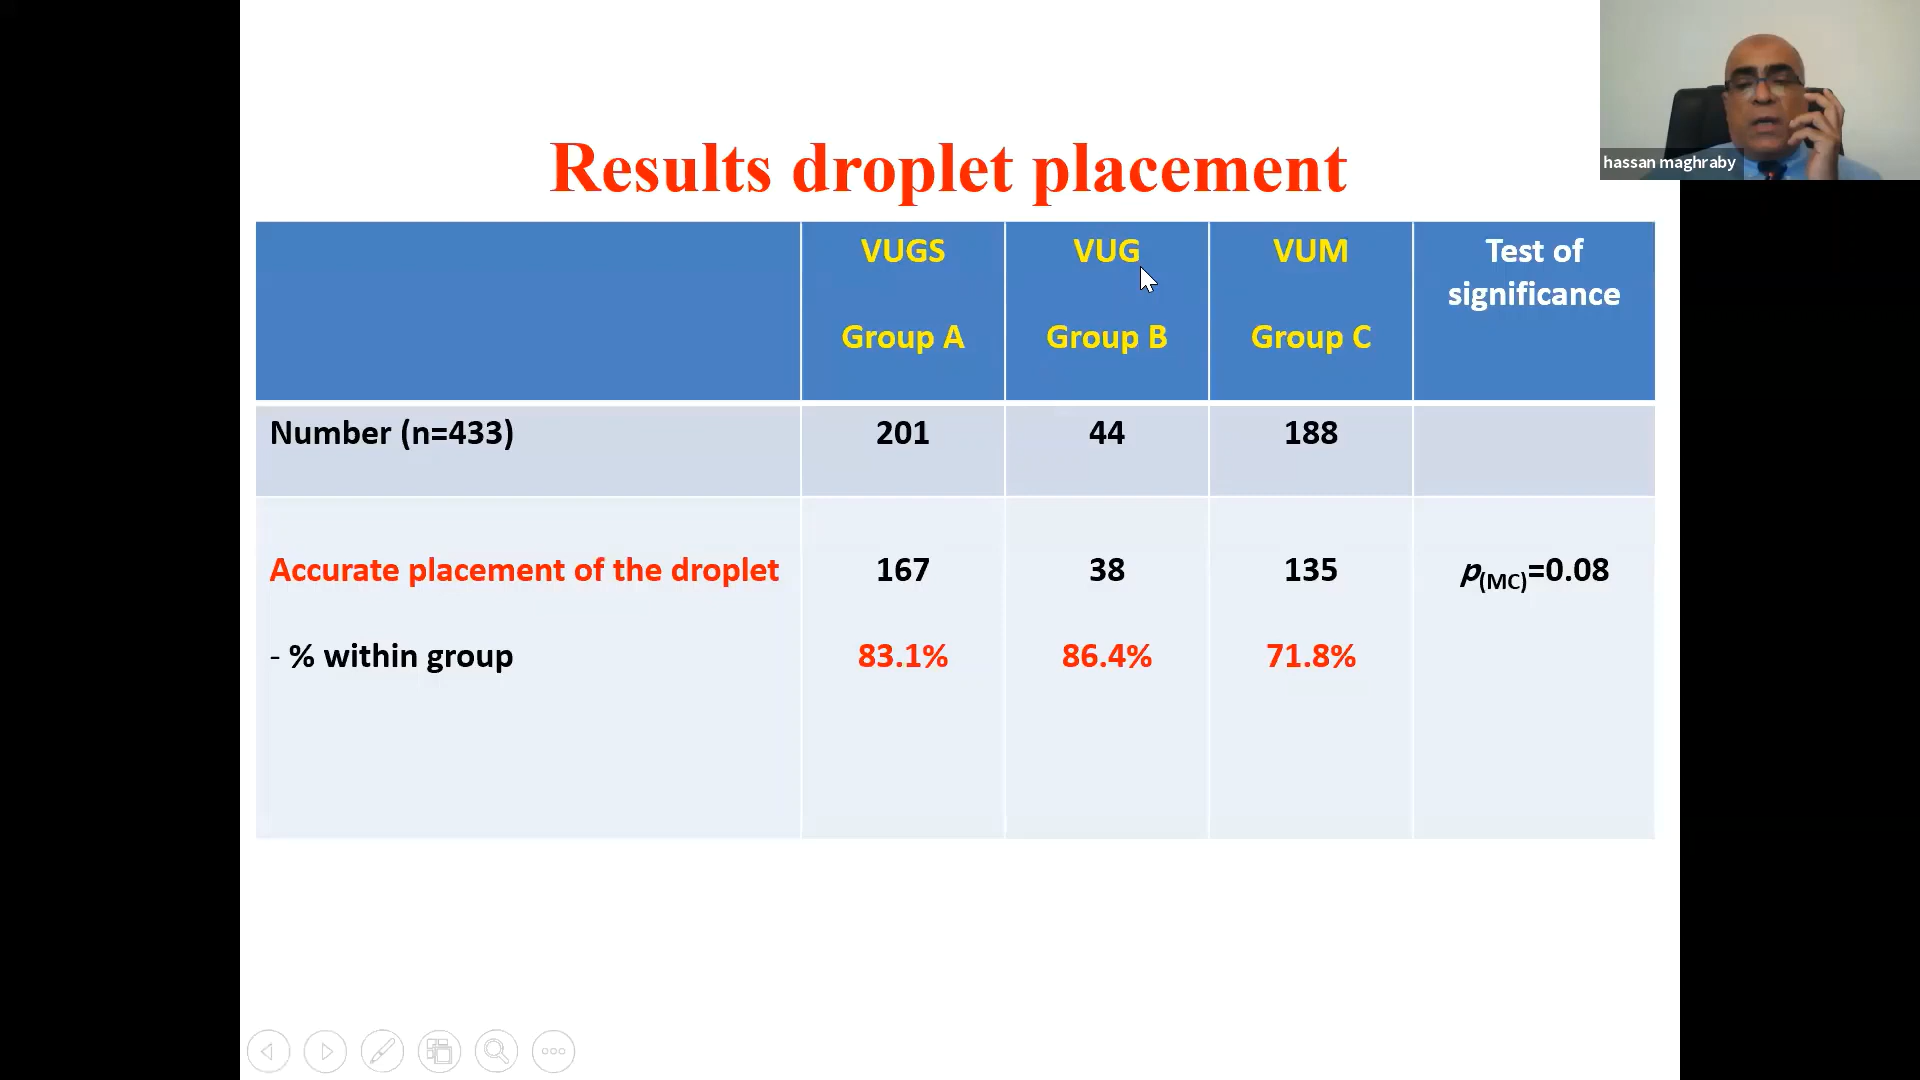 hassan maghraby
Results droplet placement
VUGS VUG VUM Test of
significance
Group A Group B Group C
Number (n=433) 201 44 188
Accurate placement of the droplet 167 38 135 p(MC)=0.08
- % within group 83.1% 86.4% 71.8%